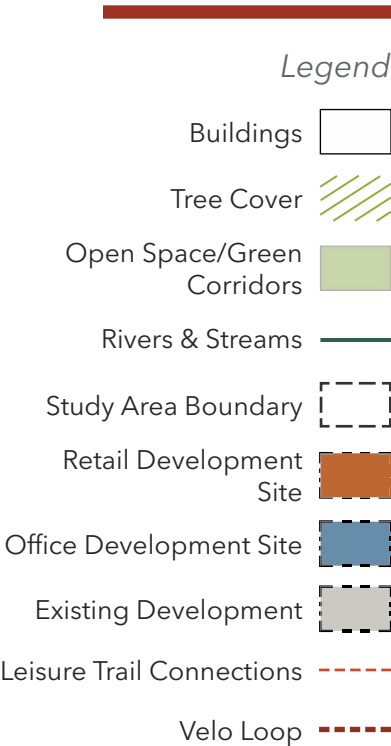 Legend
Buildings
Tree Cover
Open Space/Green
Corridors
Rivers & Streams
Study Area Boundary
Retail Development
Site
Office Development Site
Existing Development
Leisure Trail Connections
Velo Loop